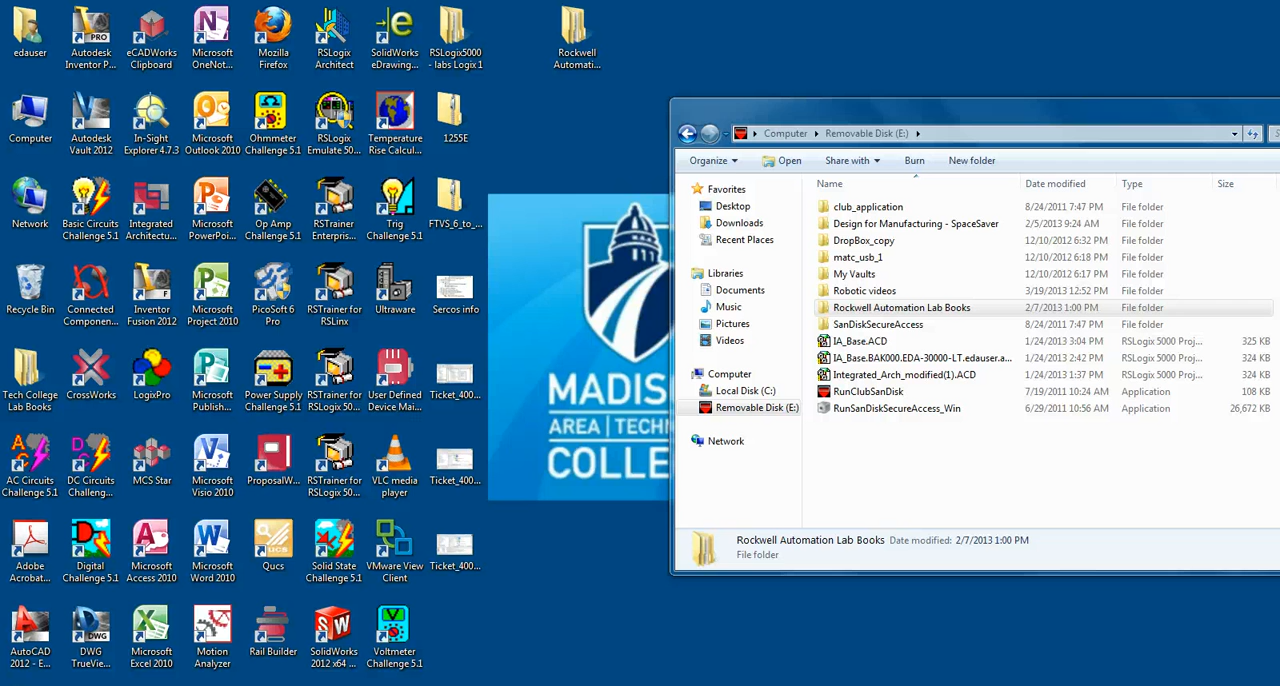 edauser
Autodesk
Inventor P...
eCADWorks
Clipboard
Microsoft
OneNot...
Mozilla
Firefox
RSLogix
Architect
SolidWorks
eDrawing...
RSLogix5000
- labs Logix 1
Rockwell
Automati...
Computer
Autodesk
Vault 2012
In-Sight
Explorer 4.7.3
Microsoft
Outlook 2010
Ohmmeter
Challenge 5.1
RSLogix
Emulate 50...
Temperature
Rise Calcul...
1255E
Network
Basic Circuits
Challenge 5.1
Integrated
Architectu...
Microsoft
PowerPoi...
Op Amp
Challenge 5.1
RSTrainer
Enterpris...
Trig
Challenge 5.1
FTVS_6_to_...
Recycle Bin
Connected
Componen...
Inventor
Fusion 2012
Microsoft
Project 2010
PicoSoft 6
Pro
RSTrainer for
RSLinx
Ultraware
Sercos info
Tech College
Lab Books
CrossWorks
LogixPro
Microsoft
Publish...
Power Supply
Challenge 5.1
RSTrainer for
RSLogix 50...
User Defined
Device Mai...
Ticket_400...
AC Circuits
Challenge 5.1
DC Circuits
Challeng...
MCS Star
Microsoft
Visio 2010
ProposalW...
RSTrainer for
RSLogix 50...
VLC media
player
Ticket_400...
Adobe
Acrobat...
Digital
Challenge 5.1
Microsoft
Access 2010
Microsoft
Word 2010
Qucs
Solid State
Challenge 5.1
VMware View
Client
Ticket_400...
AutoCAD
2012 - E...
DWG
TrueView...
Microsoft
Excel 2010
Motion
Analyzer
Rail Builder
SolidWorks
2012 x64 ...
Voltmeter
Challenge 5.1
MADIS
AREA | TECHN
COLLE
Computer Removable Disk (E:)
Organize Open Share with Burn New folder
Favorites
Desktop
Downloads
Recent Places
Libraries
Documents
Music
Pictures
Videos
Computer
Local Disk (C:)
Removable Disk (E:)
Network
Name Date modified Type Size
club_application 8/24/2011 7:47 PM File folder
Design for Manufacturing - SpaceSaver 2/5/2013 9:24 AM File folder
DropBox_copy 12/10/2012 6:32 PM File folder
matc_usb_1 12/10/2012 6:18 PM File folder
My Vaults 12/10/2012 6:17 PM File folder
Robotic videos 3/19/2013 12:52 PM File folder
Rockwell Automation Lab Books 2/7/2013 1:00 PM File folder
SanDiskSecureAccess 8/24/2011 7:47 PM File folder
IA_Base.ACD 1/24/2013 3:04 PM RSLogix 5000 Proj... 325 KB
IA_Base.BAK000.EDA-30000-LT.edauser.a... 1/24/2013 2:42 PM RSLogix 5000 Proj... 324 KB
Integrated_Arch_modified(1).ACD 1/24/2013 1:37 PM RSLogix 5000 Proj... 324 KB
RunClubSanDisk 7/19/2011 10:24 AM Application 108 KB
RunSanDiskSecureAccess_Win 6/29/2011 10:56 AM Application 26,672 KB
Rockwell Automation Lab Books Date modified: 2/7/2013 1:00 PM
File folder